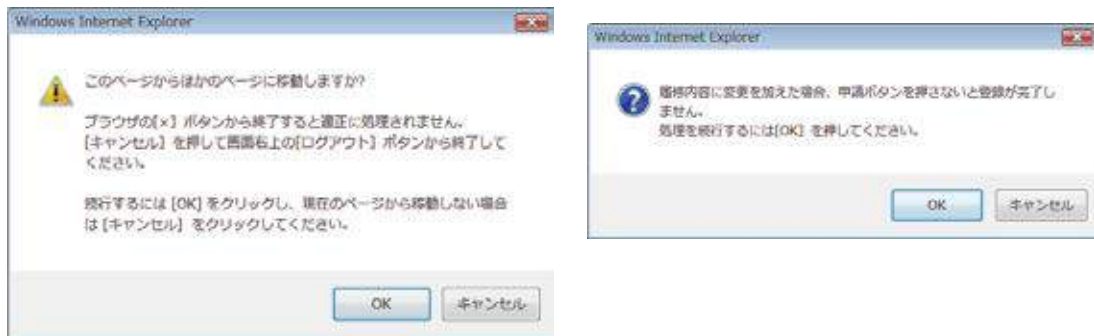 Windows Internet Explorer
このページからほかのページに移動しますか?
ブラウザの[×] ボタンから終了すると適正に処理されません。
[キャンセル] を押して画面右上の[ログアウト] ボタンから終了して
ください。
続行するには [OK] をクリックし、現在のページから移動しない場合
は [キャンセル] をクリックしてください。
OK
キャンセル
Windows Internet Explorer
履修内容に変更を加えた場合、申請ボタンを押さないと登録が完了し
ません。
処理を続行するには[OK] を押してください。
OK
キャンセル